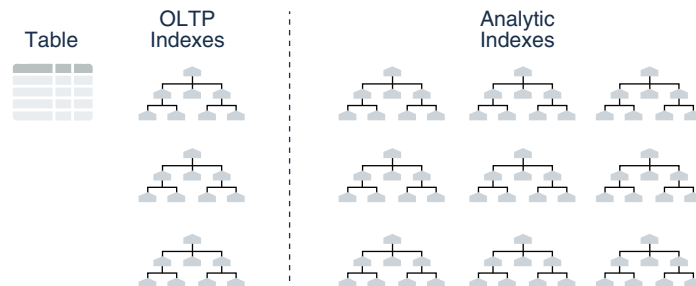 Table
OLTP
Indexes
Analytic
Indexes